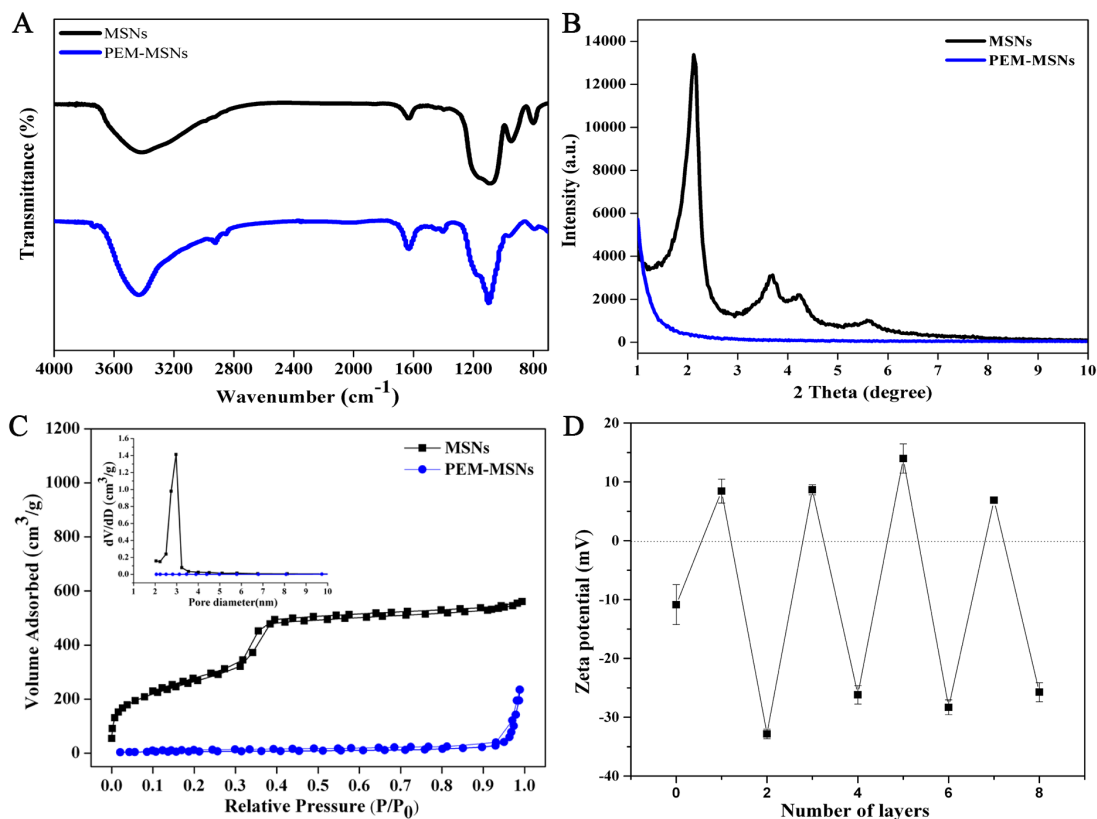 A
MSNs
PEM-MSNs
Transmittance (%)
4000 3600 3200 2800 2400 2000 1600 1200 800
Wavenumber (cm⁻¹)
B
MSNs
PEM-MSNs
Intensity (a.u.)
14000
12000
10000
8000
6000
4000
2000
0
1 2 3 4 5 6 7 8 9 10
2 Theta (degree)
C
MSNs
PEM-MSNs
Volume Adsorbed (cm³/g)
1200
1000
800
600
400
200
0
0.0 0.1 0.2 0.3 0.4 0.5 0.6 0.7 0.8 0.9 1.0
Relative Pressure (P/P₀)
dV/dD (cm³/g)
1.6
1.4
1.2
1.0
0.8
0.6
0.4
0.2
0.0
1 2 3 4 5 6 7 8 9 10
Pore diameter(nm)
D
Zeta potential (mV)
20
10
0
-10
-20
-30
-40
0 2 4 6 8
Number of layers